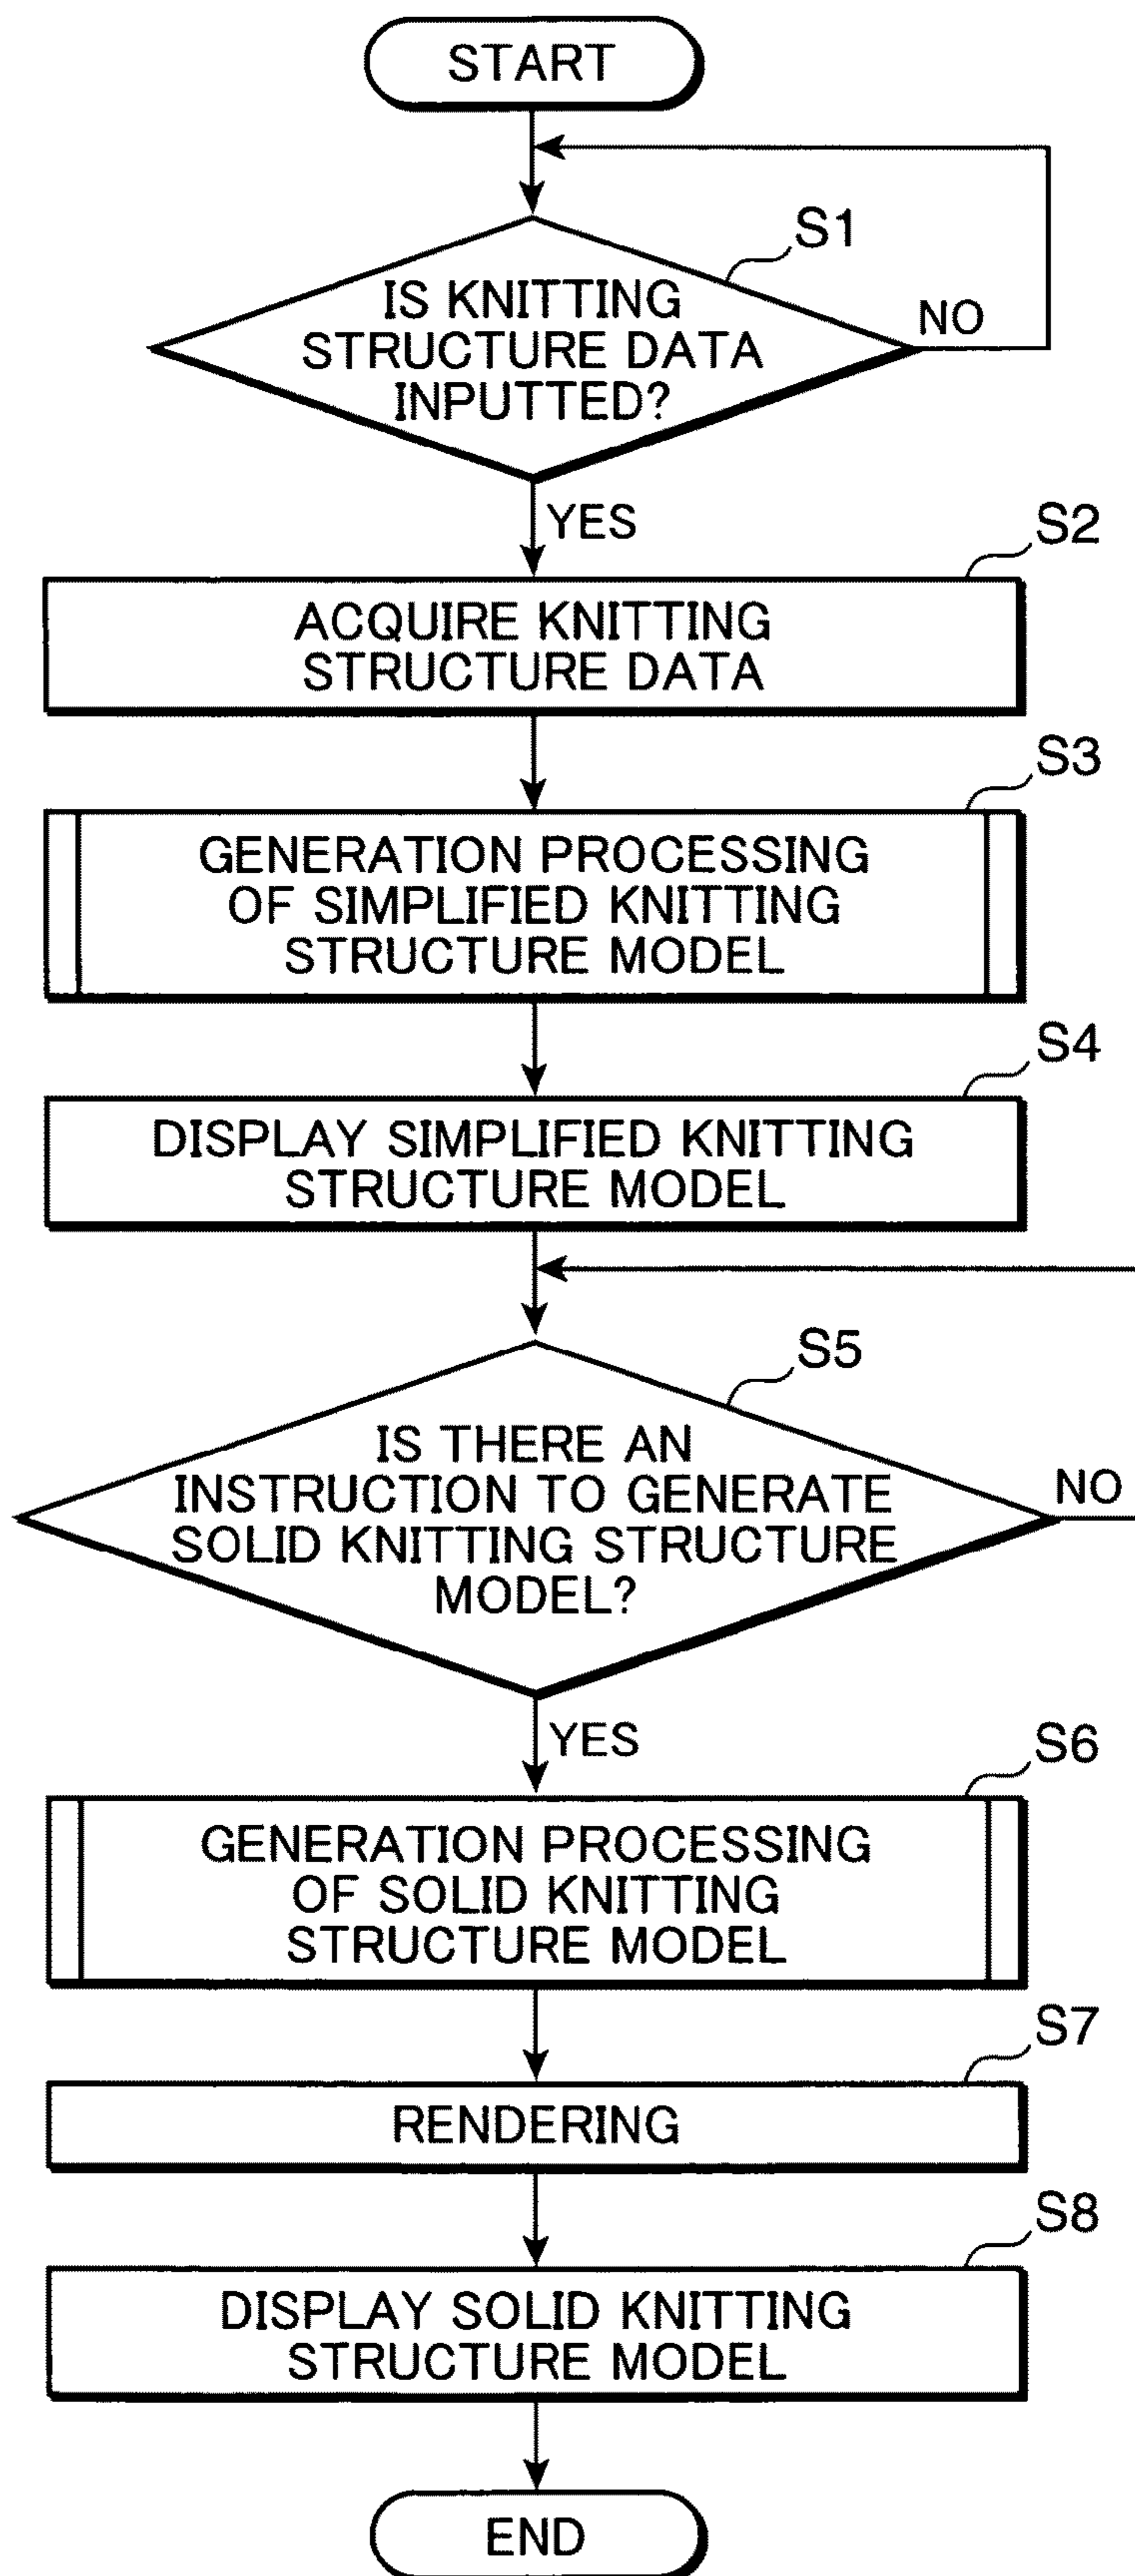 START
S1
IS KNITTING
STRUCTURE DATA
INPUTTED?
NO
YES
S2
ACQUIRE KNITTING
STRUCTURE DATA
S3
GENERATION PROCESSING
OF SIMPLIFIED KNITTING
STRUCTURE MODEL
S4
DISPLAY SIMPLIFIED KNITTING
STRUCTURE MODEL
S5
IS THERE AN
INSTRUCTION TO GENERATE
SOLID KNITTING STRUCTURE
MODEL?
NO
YES
S6
GENERATION PROCESSING
OF SOLID KNITTING
STRUCTURE MODEL
S7
RENDERING
S8
DISPLAY SOLID KNITTING
STRUCTURE MODEL
END